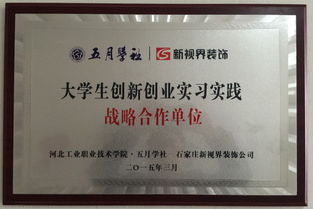 五月學社 新视界装饰
大学生创新创业实习实践
战略合作单位
河北工业职业技术学院·五月学社 石家庄新视界装饰公司
二〇一五年三月